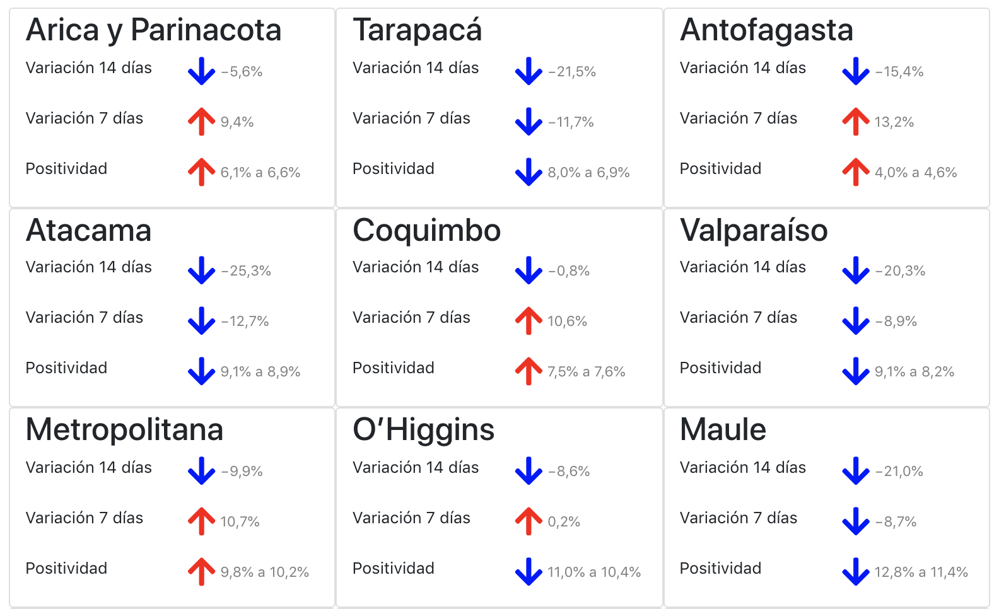 Arica y Parinacota
Variación 14 días −5,6%
Variación 7 días 9,4%
Positividad 6,1% a 6,6%
Tarapacá
Variación 14 días −21,5%
Variación 7 días −11,7%
Positividad 8,0% a 6,9%
Antofagasta
Variación 14 días −15,4%
Variación 7 días 13,2%
Positividad 4,0% a 4,6%
Atacama
Variación 14 días −25,3%
Variación 7 días −12,7%
Positividad 9,1% a 8,9%
Coquimbo
Variación 14 días −0,8%
Variación 7 días 10,6%
Positividad 7,5% a 7,6%
Valparaíso
Variación 14 días −20,3%
Variación 7 días −8,9%
Positividad 9,1% a 8,2%
Metropolitana
Variación 14 días −9,9%
Variación 7 días 10,7%
Positividad 9,8% a 10,2%
O’Higgins
Variación 14 días −8,6%
Variación 7 días 0,2%
Positividad 11,0% a 10,4%
Maule
Variación 14 días −21,0%
Variación 7 días −8,7%
Positividad 12,8% a 11,4%